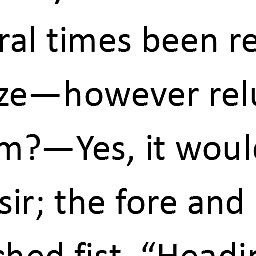 ral times been re
ze—however relu
m?—Yes, it would
sir; the fore and
ched fist. “Headin